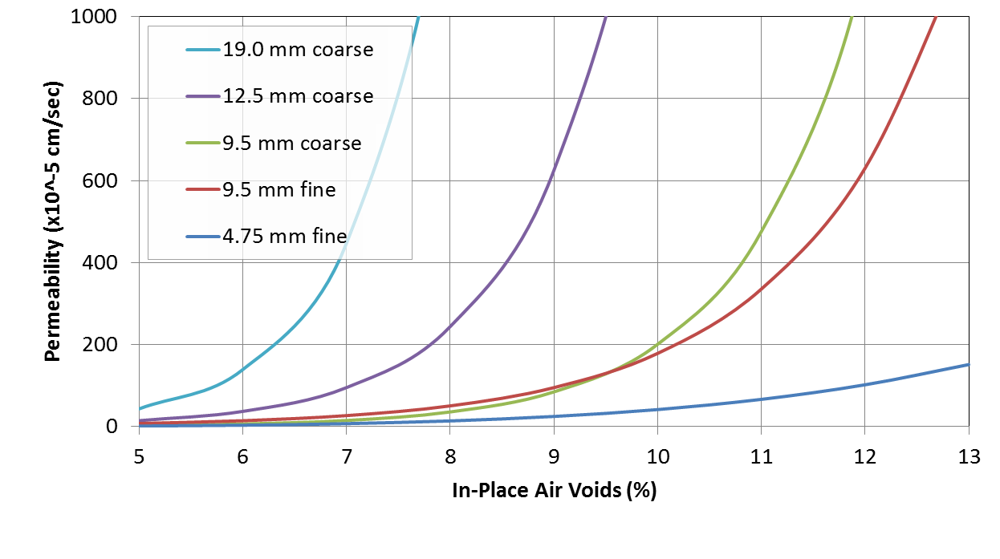 1000
800
600
400
200
0
Permeability (x10^-5 cm/sec)
19.0 mm coarse
12.5 mm coarse
9.5 mm coarse
9.5 mm fine
4.75 mm fine
5 6 7 8 9 10 11 12 13
In-Place Air Voids (%)